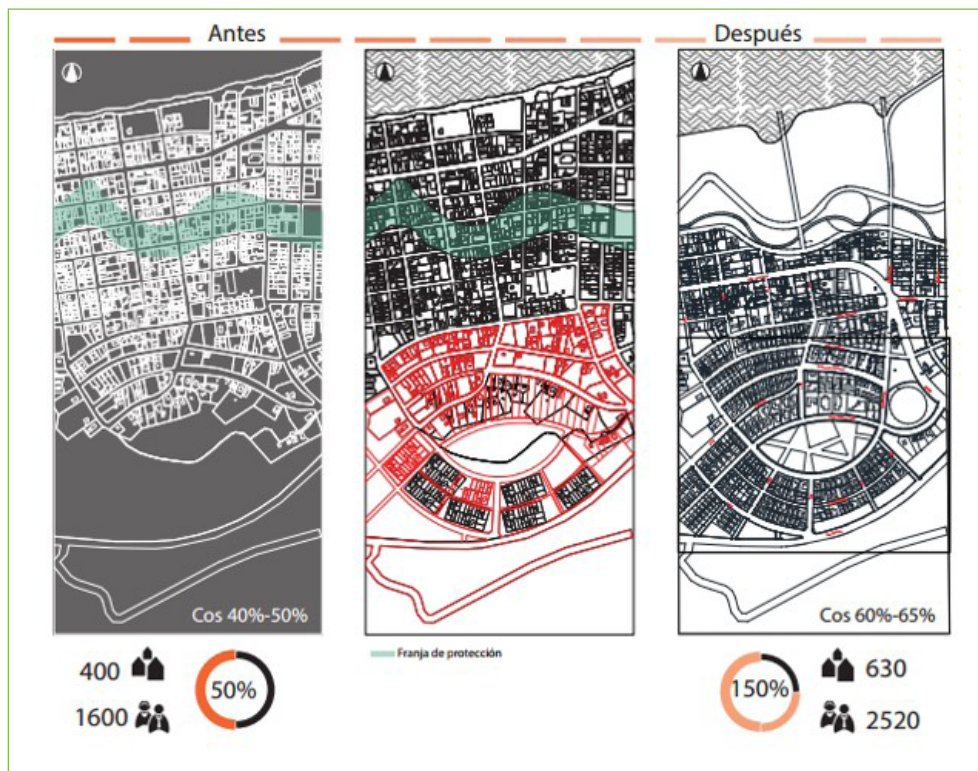 Antes
Después
Cos 40%-50%
Cos 60%-65%
Franja de protección
400
50%
1600
150%
630
2520